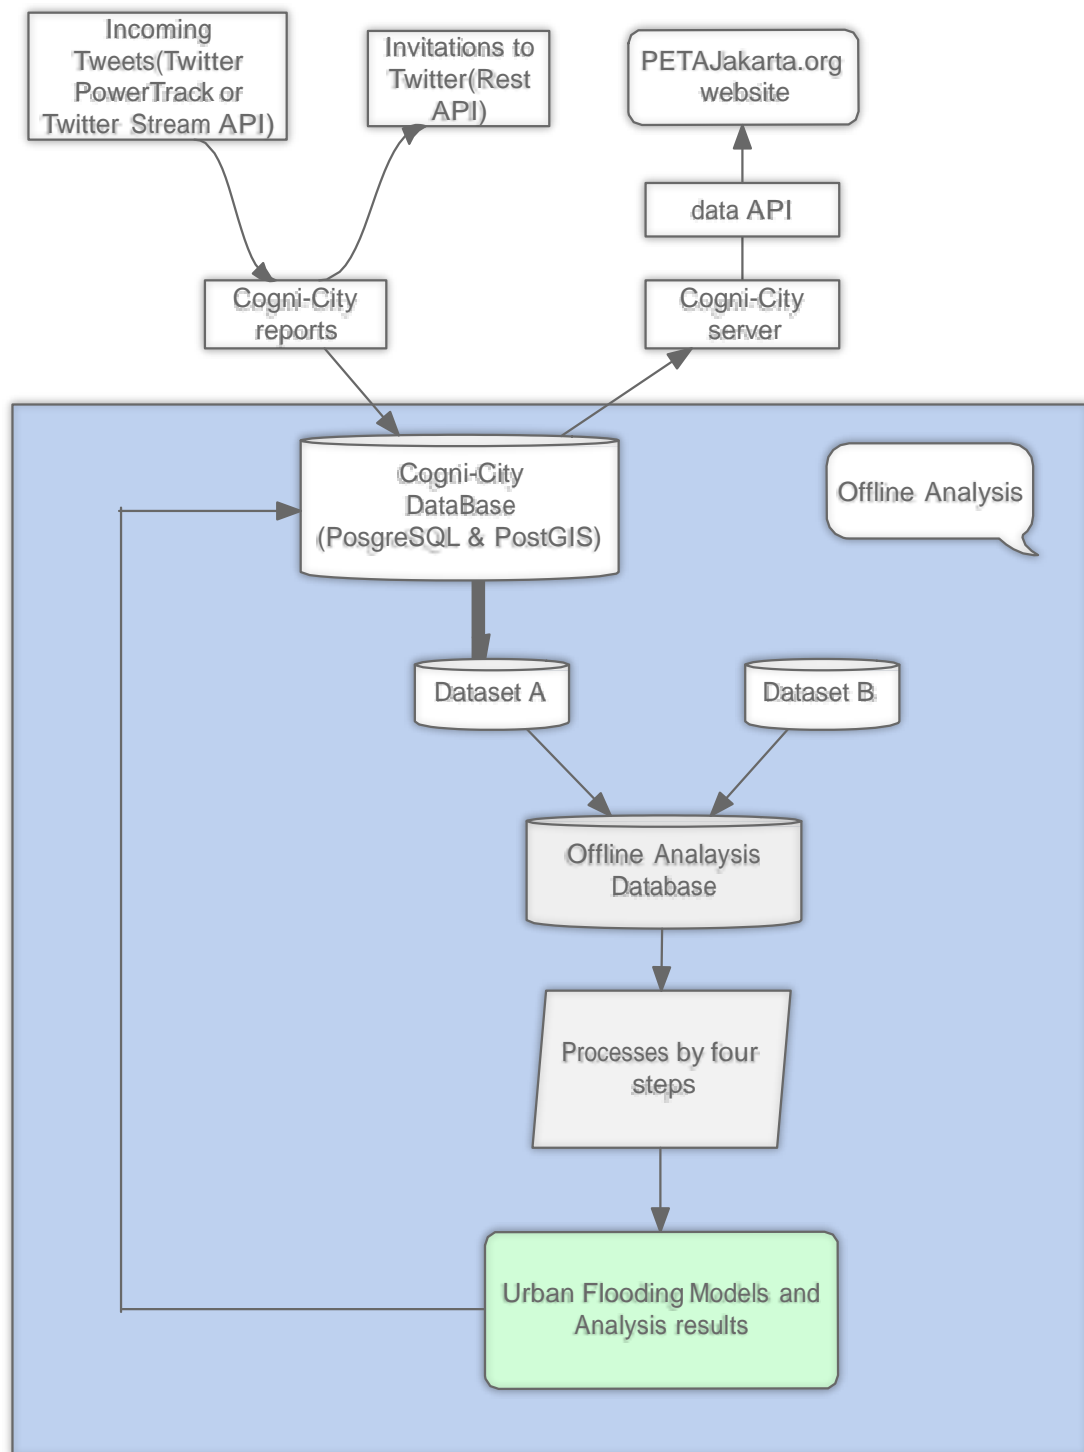 Incoming
Tweets(Twitter
PowerTrack or
Twitter Stream API)
Invitations to
Twitter(Rest
API)
PETAJakarta.org
website
data API
Cogni-City
reports
Cogni-City
server
Cogni-City
DataBase
(PosgreSQL & PostGIS)
Offline Analysis
Dataset A
Dataset B
Offline Analaysis
Database
Processes by four
steps
Urban Flooding Models and
Analysis results